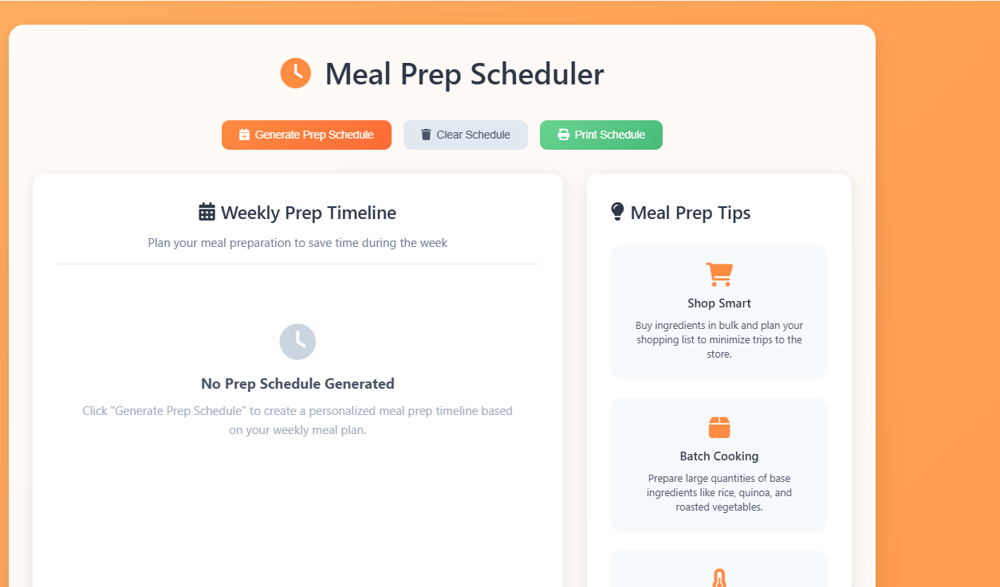 Meal Prep Scheduler
Generate Prep Schedule
Clear Schedule
Print Schedule
Weekly Prep Timeline
Plan your meal preparation to save time during the week
No Prep Schedule Generated
Click "Generate Prep Schedule" to create a personalized meal prep timeline based
on your weekly meal plan.
Meal Prep Tips
Shop Smart
Buy ingredients in bulk and plan your
shopping list to minimize trips to the
store.
Batch Cooking
Prepare large quantities of base
ingredients like rice, quinoa, and
roasted vegetables.